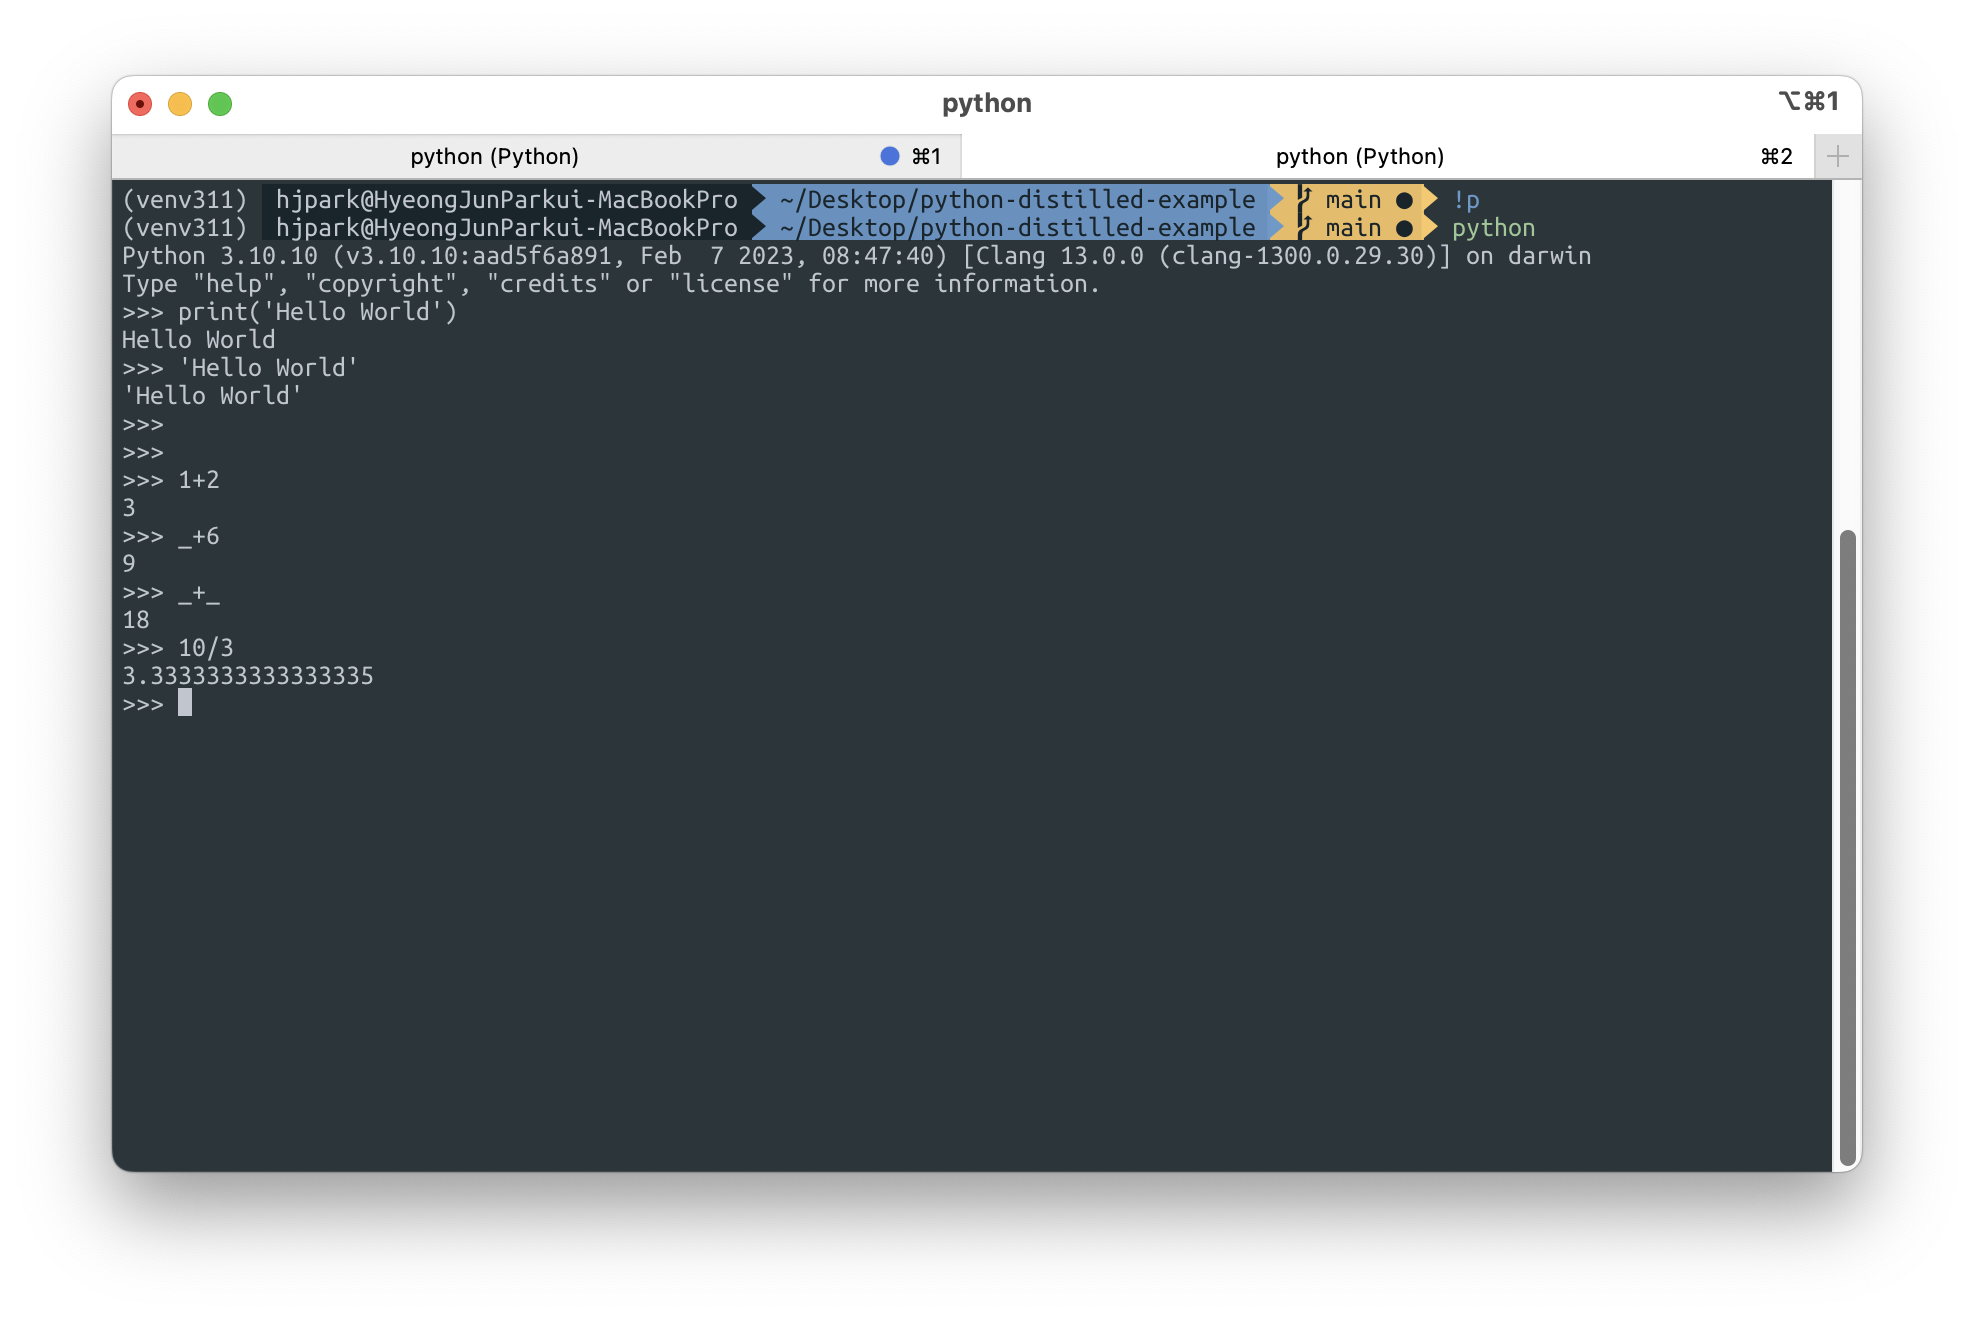 python ⌥⌘1
python (Python) ⌘1 python (Python) ⌘2
(venv311) hjpark@HyeongJunParkui-MacBookPro ~/Desktop/python-distilled-example main ● !p
(venv311) hjpark@HyeongJunParkui-MacBookPro ~/Desktop/python-distilled-example main ● python
Python 3.10.10 (v3.10.10:aad5f6a891, Feb  7 2023, 08:47:40) [Clang 13.0.0 (clang-1300.0.29.30)] on darwin
Type "help", "copyright", "credits" or "license" for more information.
>>> print('Hello World')
Hello World
>>> 'Hello World'
'Hello World'
>>>
>>>
>>> 1+2
3
>>> _+6
9
>>> _+_
18
>>> 10/3
3.3333333333333335
>>>